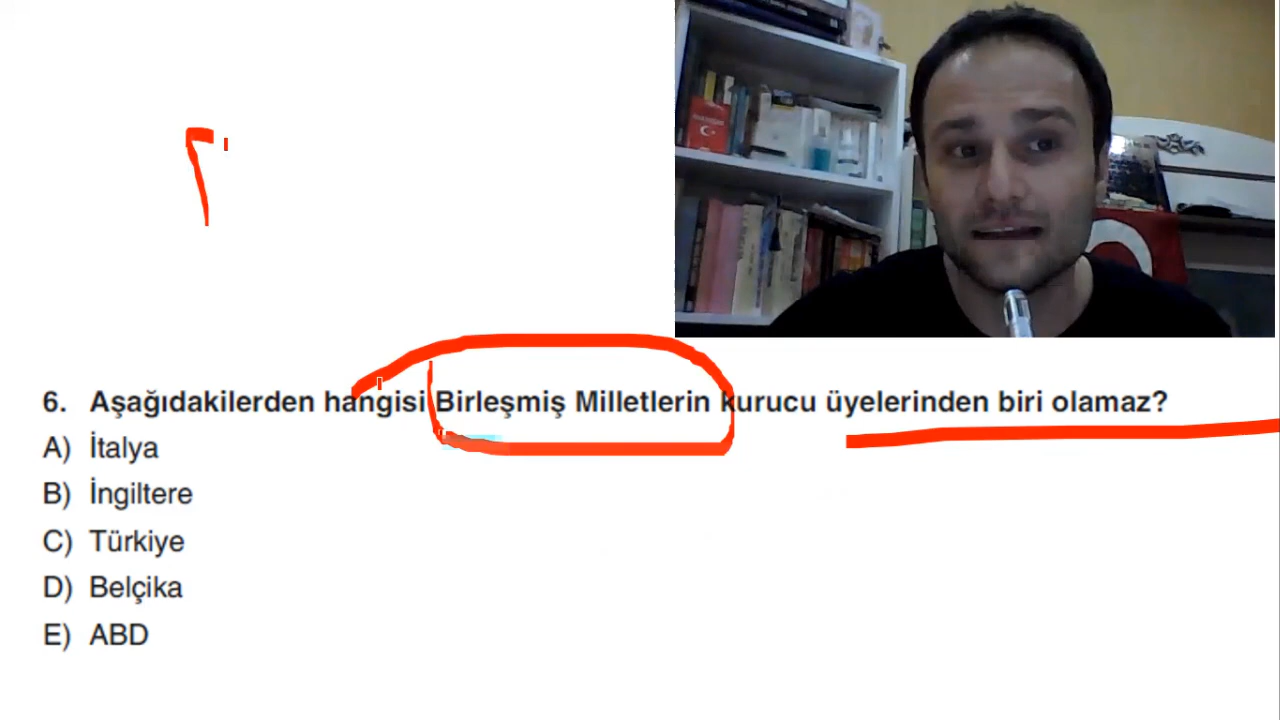 6. Aşağıdakilerden hangisi Birleşmiş Milletlerin kurucu üyelerinden biri olamaz?
A) İtalya
B) İngiltere
C) Türkiye
D) Belçika
E) ABD